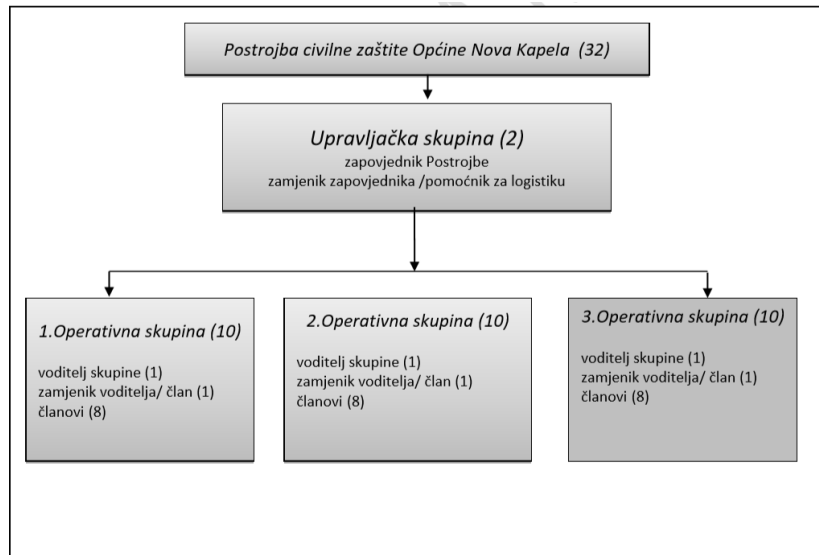 Postrojba civilne zaštite Općine Nova Kapela (32)
Upravljačka skupina (2)
zapovjednik Postrojbe
zamjenik zapovjednika /pomoćnik za logistiku
1.Operativna skupina (10)
voditelj skupine (1)
zamjenik voditelja/ član (1)
članovi (8)
2.Operativna skupina (10)
voditelj skupine (1)
zamjenik voditelja/ član (1)
članovi (8)
3.Operativna skupina (10)
voditelj skupine (1)
zamjenik voditelja/ član (1)
članovi (8)